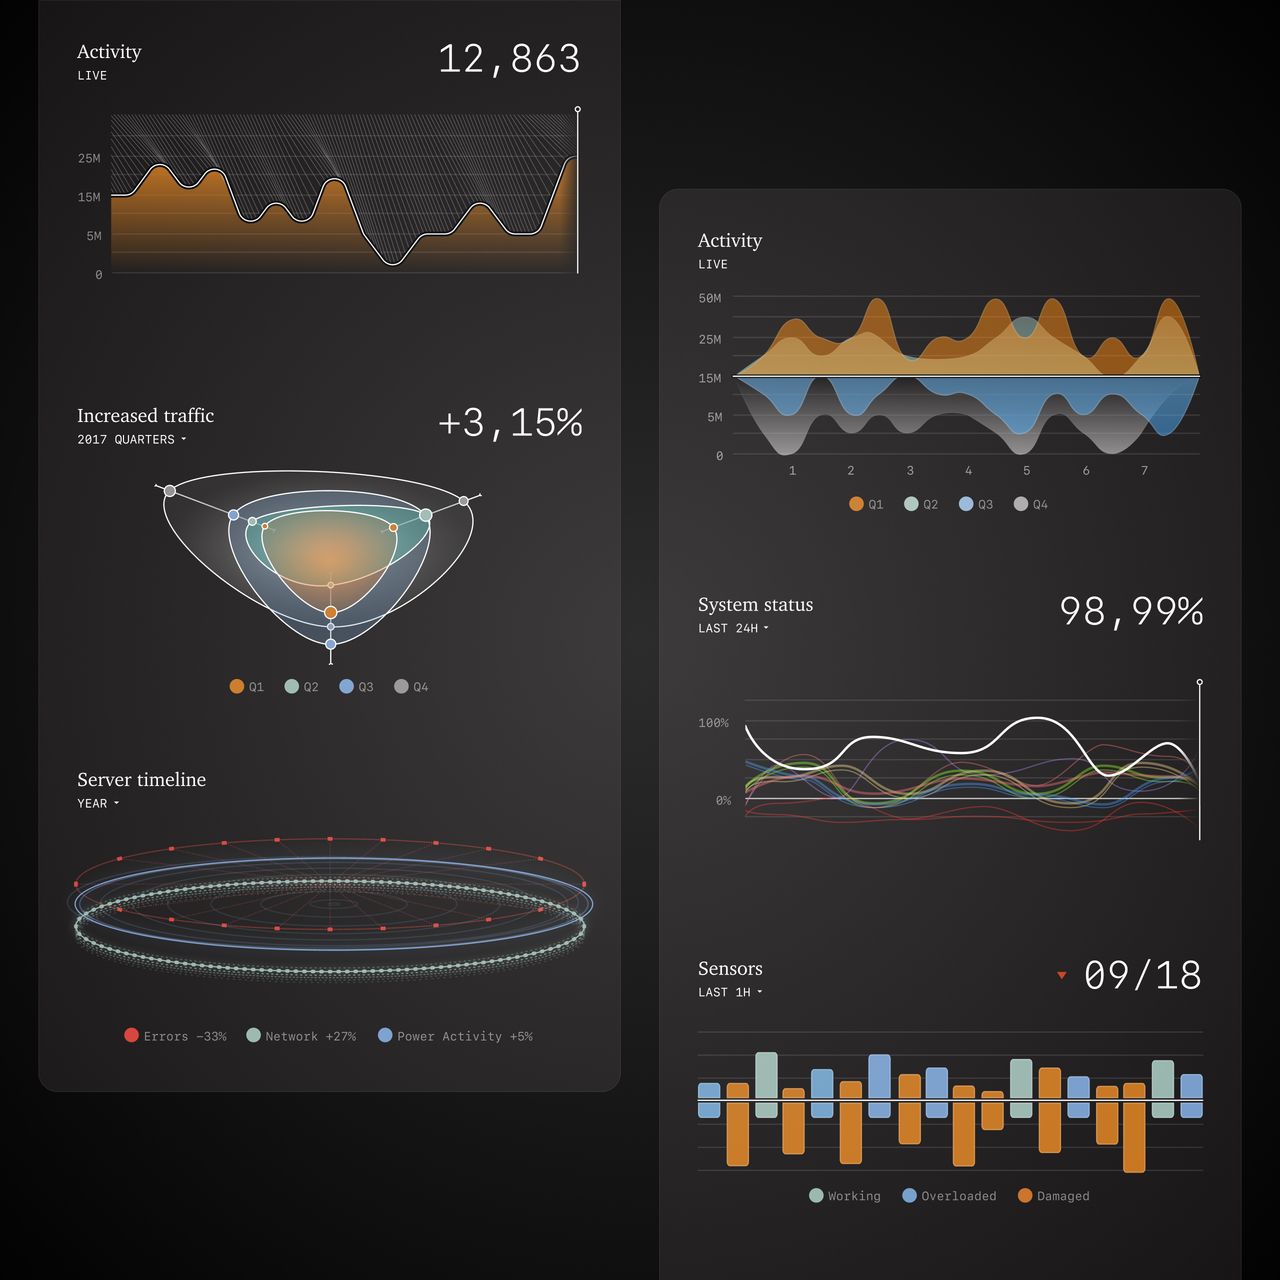 Activity
LIVE
12,863
25M
15M
5M
0
Increased traffic
2017 QUARTERS
+3,15%
Q1 Q2 Q3 Q4
Server timeline
YEAR
Errors −33% Network +27% Power Activity +5%
Activity
LIVE
50M
25M
15M
5M
0
1 2 3 4 5 6 7
Q1 Q2 Q3 Q4
System status
LAST 24H
98,99%
100%
0%
Sensors
LAST 1H
09/18
Working Overloaded Damaged